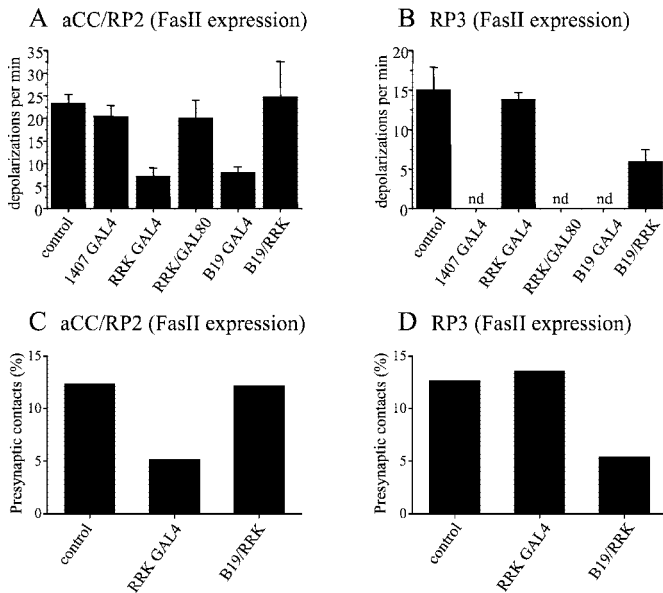 A aCC/RP2 (FasII expression)
depolarizations per min
35
30
25
20
15
10
5
0
control
1407 GAL4
RRK GAL4
RRK/GAL80
B19 GAL4
B19/RRK
B RP3 (FasII expression)
depolarizations per min
20
15
10
5
0
nd
nd
nd
control
1407 GAL4
RRK GAL4
RRK/GAL80
B19 GAL4
B19/RRK
C aCC/RP2 (FasII expression)
Presynaptic contacts (%)
15
10
5
0
control
RRK GAL4
B19/RRK
D RP3 (FasII expression)
Presynaptic contacts (%)
15
10
5
0
control
RRK GAL4
B19/RRK